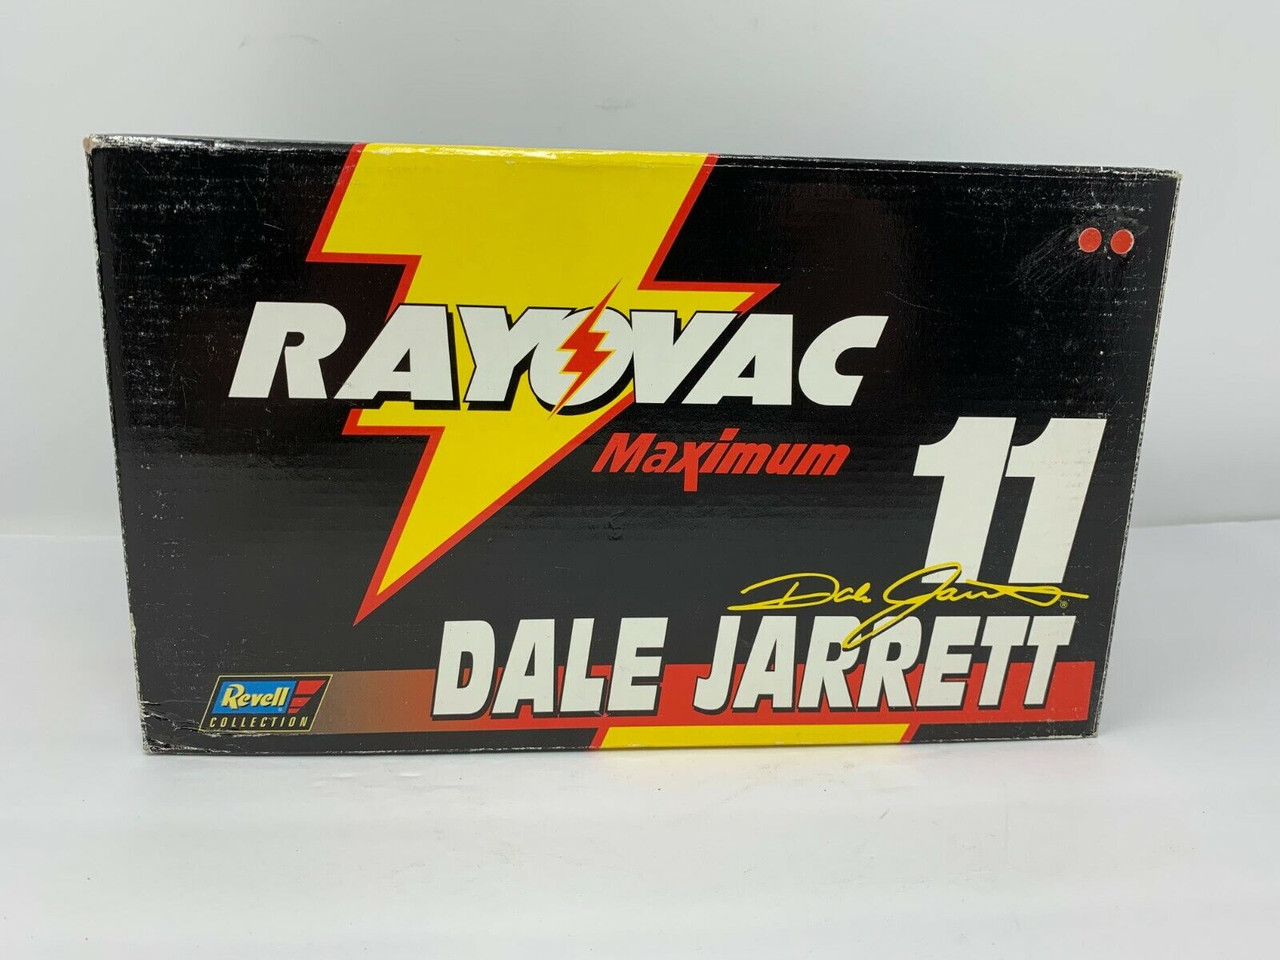 RAYOVAC
Maximum
11
Dale Jarrett ®
DALE JARRETT
Revell ®
COLLECTION